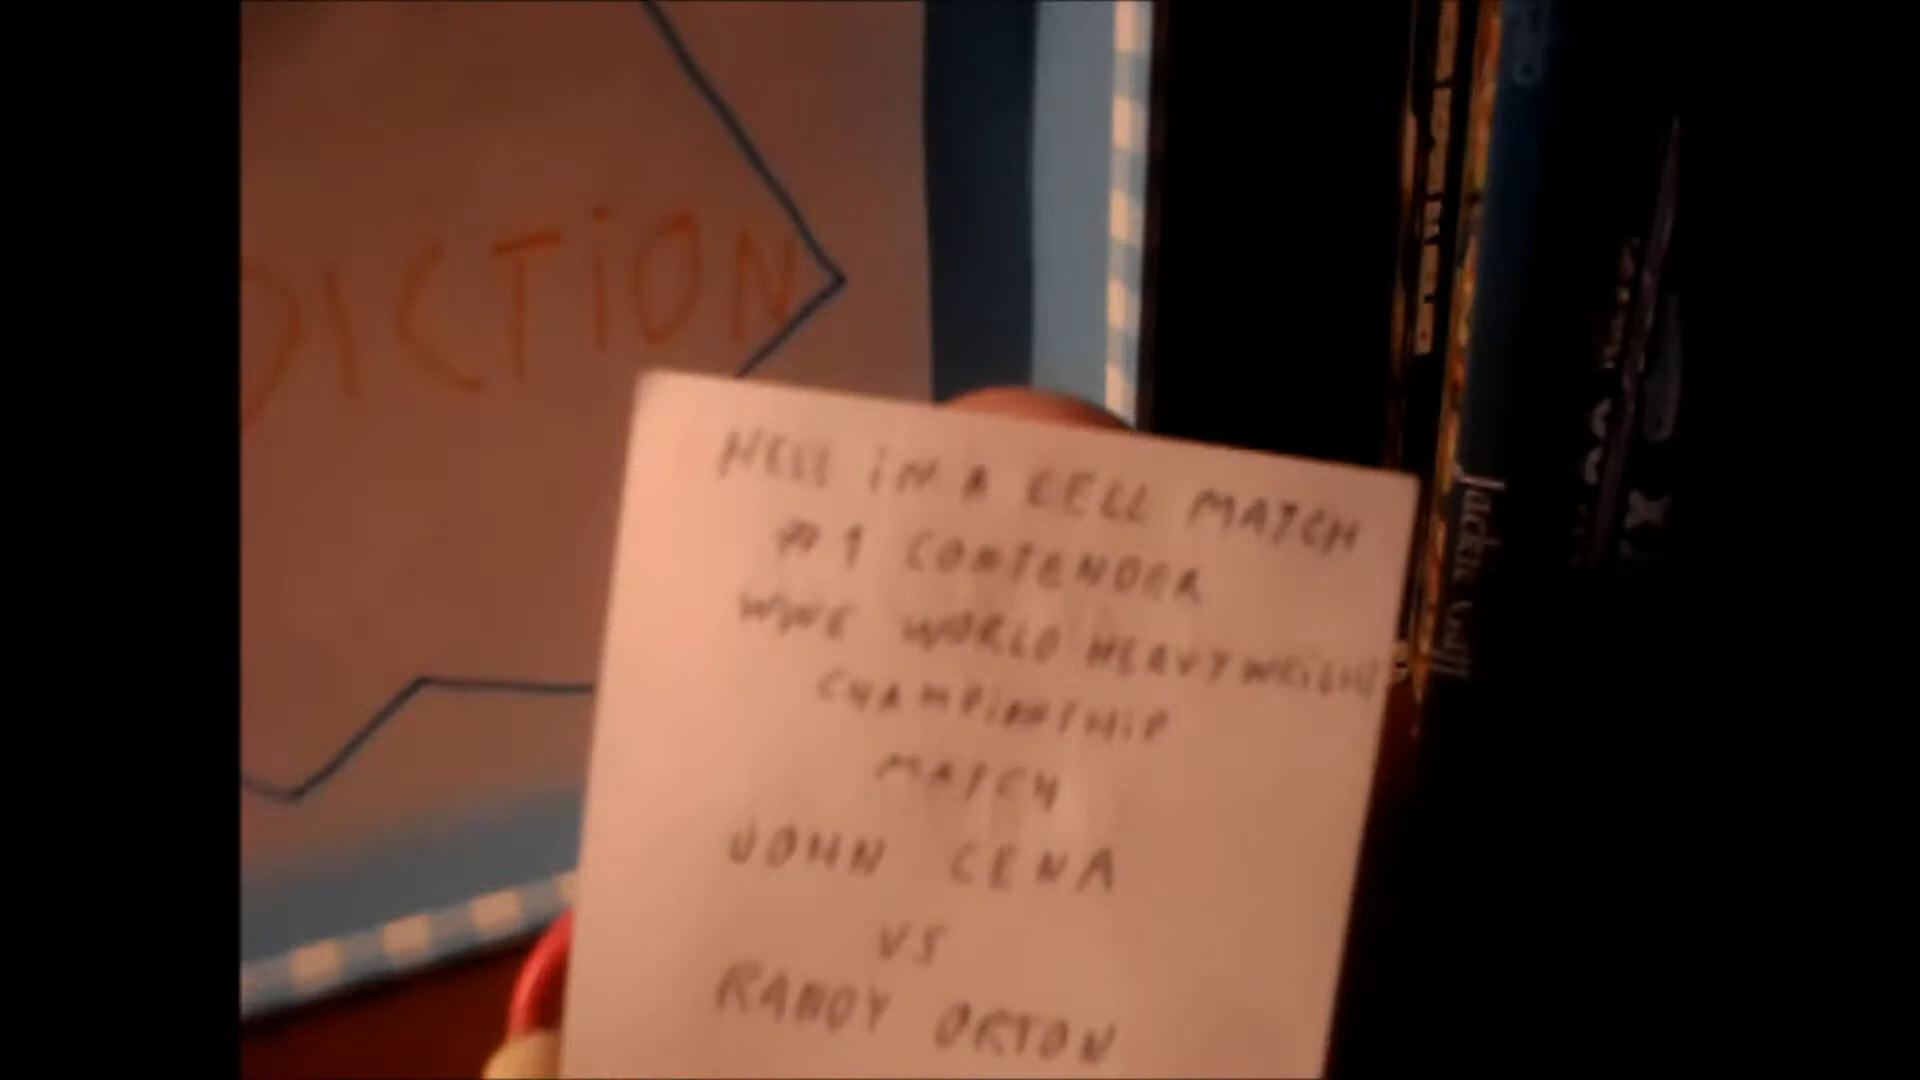 DICTION
HELL IN A CELL MATCH
#1 CONTENDER
WWE WORLD HEAVYWEIGHT
CHAMPIONSHIP
MATCH
JOHN CENA
VS
RANDY ORTON